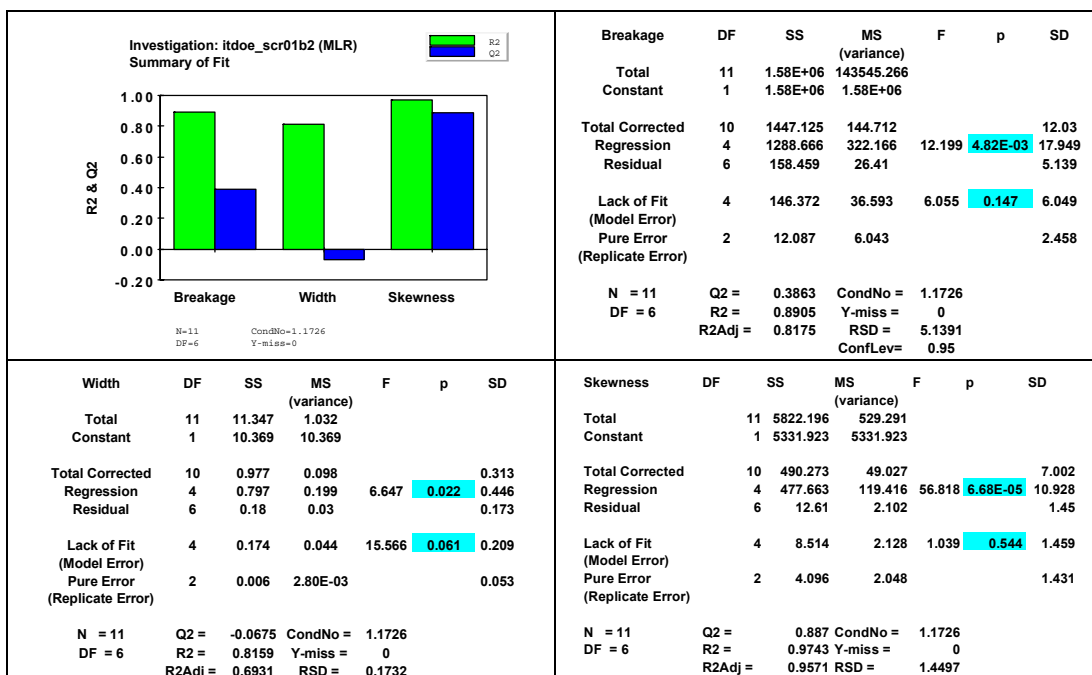 Investigation: itdoe_scr01b2 (MLR)
Summary of Fit
R2
Q2
1.00
0.80
0.60
0.40
0.20
0.00
-0.20
R2 & Q2
Breakage Width Skewness
N=11 CondNo=1.1726
DF=6 Y-miss=0
Breakage DF SS MS F p SD
(variance)
Total 11 1.58E+06 143545.266
Constant 1 1.58E+06 1.58E+06
Total Corrected 10 1447.125 144.712 12.03
Regression 4 1288.666 322.166 12.199 4.82E-03 17.949
Residual 6 158.459 26.41 5.139
Lack of Fit 4 146.372 36.593 6.055 0.147 6.049
(Model Error)
Pure Error 2 12.087 6.043 2.458
(Replicate Error)
N = 11 Q2 = 0.3863 CondNo = 1.1726
DF = 6 R2 = 0.8905 Y-miss = 0
R2Adj = 0.8175 RSD = 5.1391
ConfLev= 0.95
Width DF SS MS F p SD
(variance)
Total 11 11.347 1.032
Constant 1 10.369 10.369
Total Corrected 10 0.977 0.098 0.313
Regression 4 0.797 0.199 6.647 0.022 0.446
Residual 6 0.18 0.03 0.173
Lack of Fit 4 0.174 0.044 15.566 0.061 0.209
(Model Error)
Pure Error 2 0.006 2.80E-03 0.053
(Replicate Error)
N = 11 Q2 = -0.0675 CondNo = 1.1726
DF = 6 R2 = 0.8159 Y-miss = 0
R2Adj = 0.6931 RSD = 0.1732
Skewness DF SS MS F p SD
(variance)
Total 11 5822.196 529.291
Constant 1 5331.923 5331.923
Total Corrected 10 490.273 49.027 7.002
Regression 4 477.663 119.416 56.818 6.68E-05 10.928
Residual 6 12.61 2.102 1.45
Lack of Fit 4 8.514 2.128 1.039 0.544 1.459
(Model Error)
Pure Error 2 4.096 2.048 1.431
(Replicate Error)
N = 11 Q2 = 0.887 CondNo = 1.1726
DF = 6 R2 = 0.9743 Y-miss = 0
R2Adj = 0.9571 RSD = 1.4497